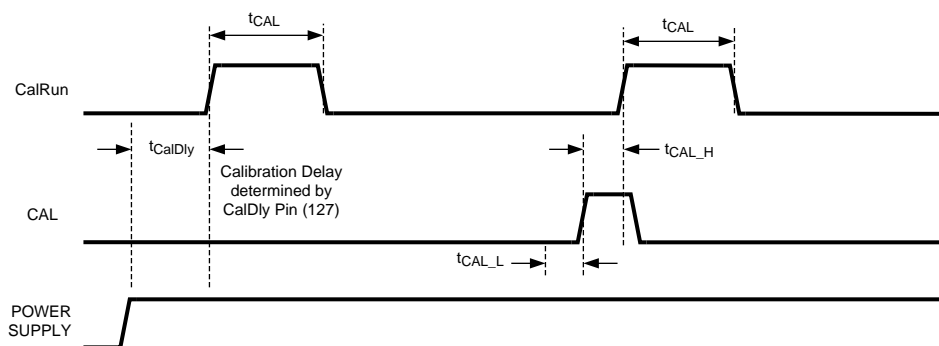 tCAL
tCAL
CalRun
tCalDly
tCAL_H
Calibration Delay
determined by
CalDly Pin (127)
CAL
tCAL_L
POWER
SUPPLY